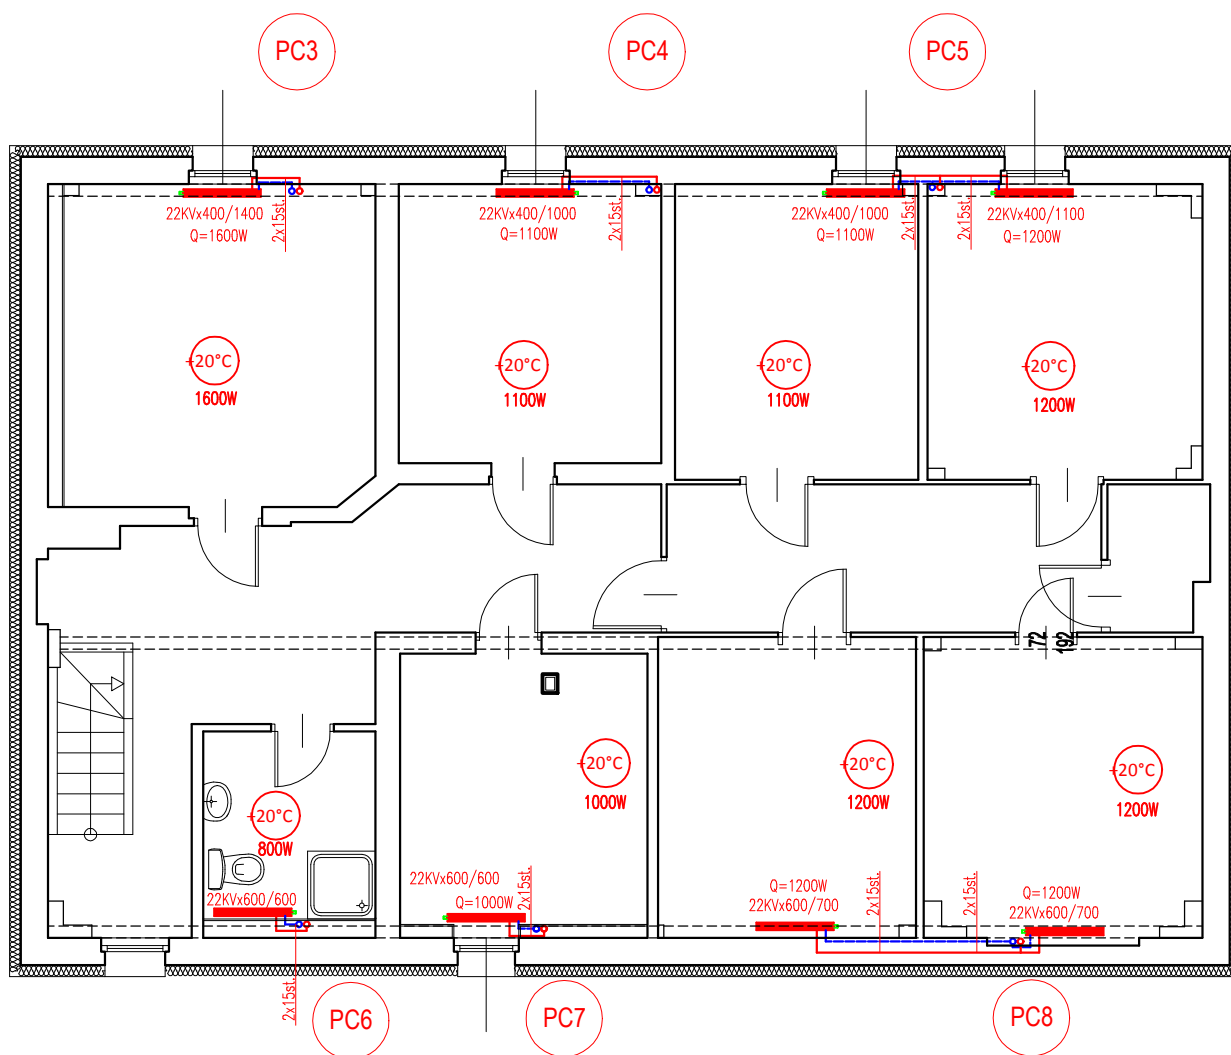 PC3
PC4
PC5
22KVx400/1400
Q=1600W
2x15st.
22KVx400/1000
Q=1100W
2x15st.
22KVx400/1000
Q=1100W
2x15st.
2x15st.
22KVx400/1100
Q=1200W
+20°C
1600W
+20°C
1100W
+20°C
1100W
+20°C
1200W
72
192
+20°C
800W
22KVx600/600
2x15st.
+20°C
1000W
22KVx600/600
Q=1000W
2x15st.
+20°C
1200W
Q=1200W
22KVx600/700
2x15st.
+20°C
1200W
2x15st.
Q=1200W
22KVx600/700
PC6
PC7
PC8